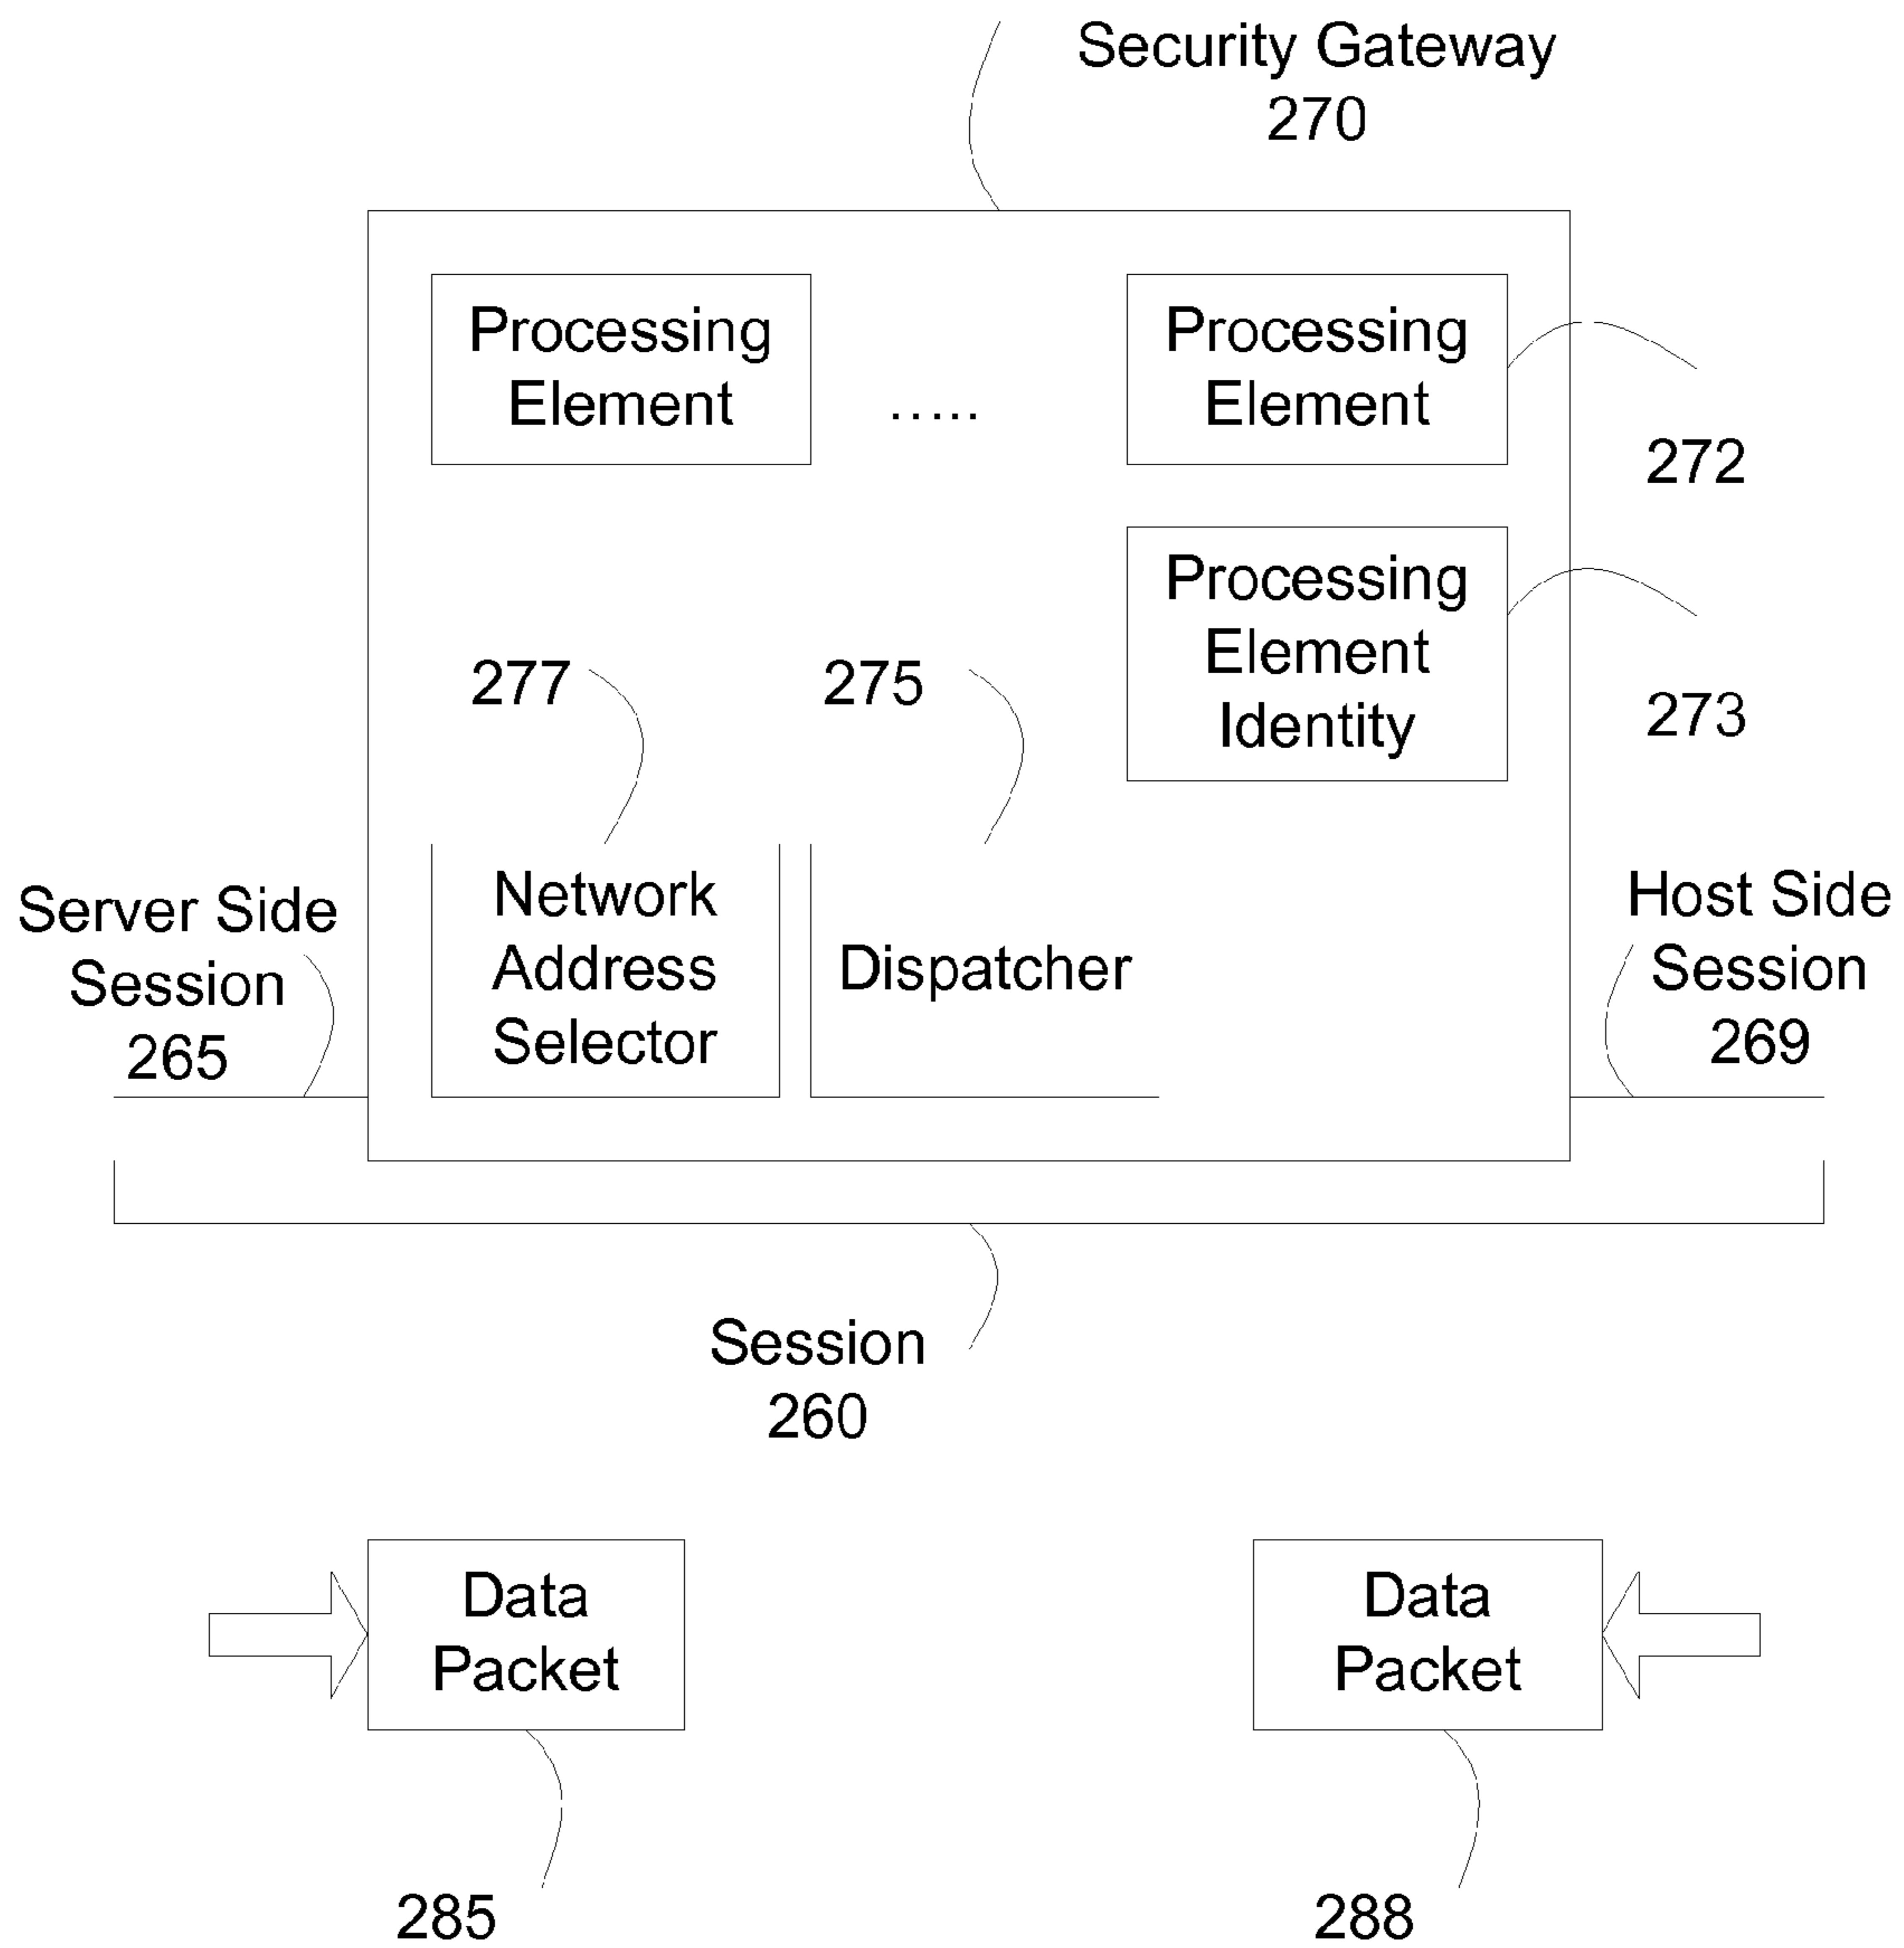 Security Gateway
270
Processing
Element
.....
Processing
Element
272
Processing
Element
Identity
273
277
275
Network
Address
Selector
Dispatcher
Server Side
Session
265
Host Side
Session
269
Session
260
Data
Packet
285
Data
Packet
288